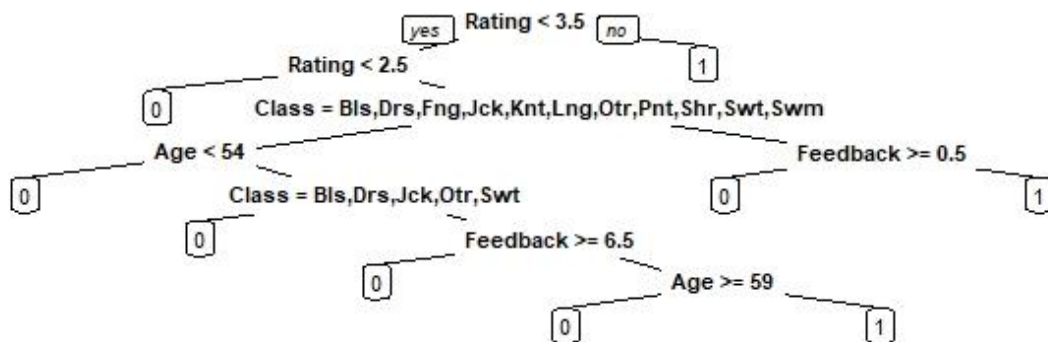 yes Rating < 3.5 no
Rating < 2.5 1
0 Class = Bls,Drs,Fng,Jck,Knt,Lng,Otr,Pnt,Shr,Swt,Swm
Age < 54 Feedback >= 0.5
0 Class = Bls,Drs,Jck,Otr,Swt 0 1
0 Feedback >= 6.5
0 Age >= 59
0 1